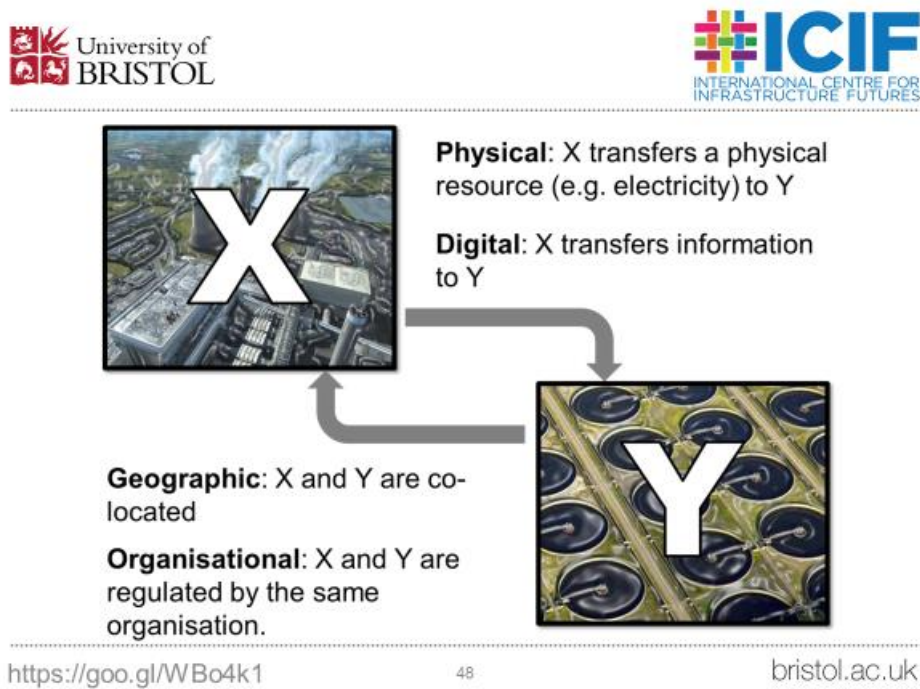 University of
BRISTOL
ICIF
INTERNATIONAL CENTRE FOR
INFRASTRUCTURE FUTURES
X
Physical: X transfers a physical
resource (e.g. electricity) to Y
Digital: X transfers information
to Y
Y
Geographic: X and Y are co-
located
Organisational: X and Y are
regulated by the same
organisation.
https://goo.gl/WBo4k1
48
bristol.ac.uk